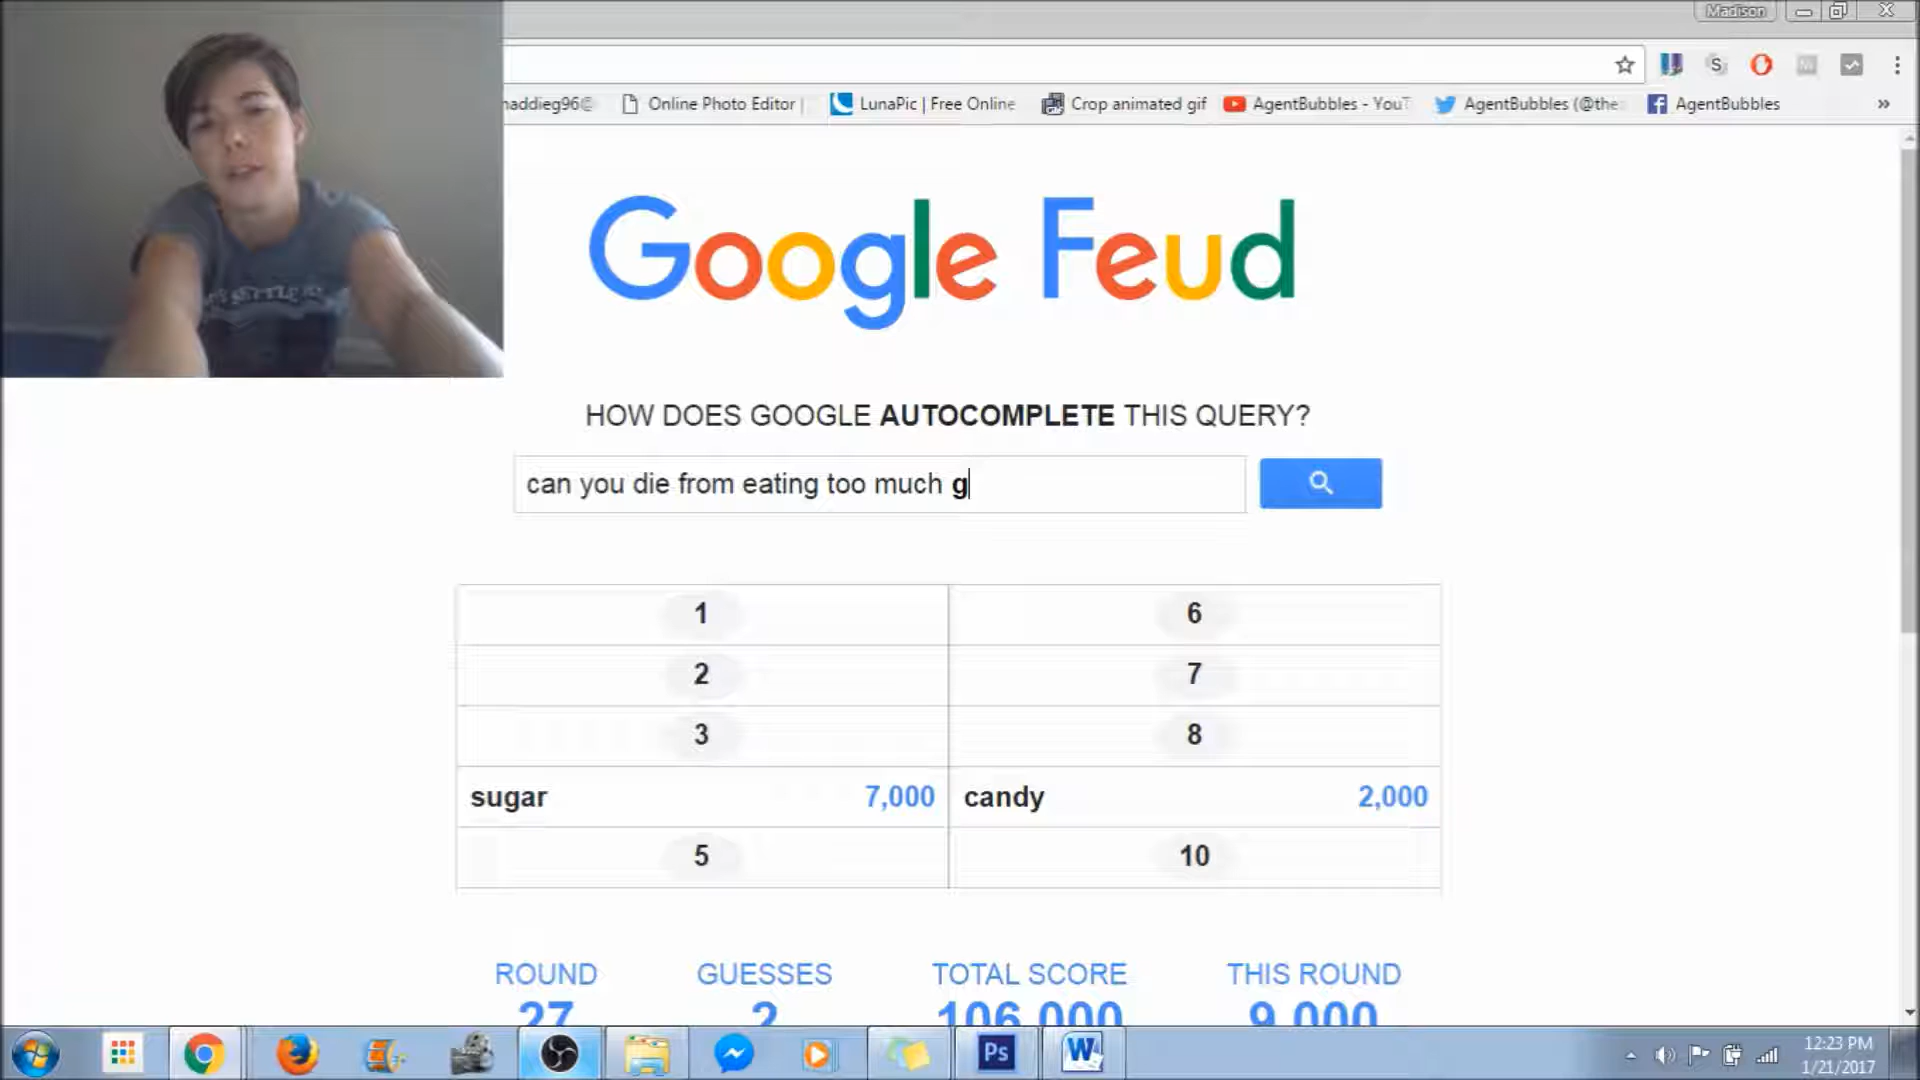 Madison
S
haddieg96@
Online Photo Editor |
LunaPic | Free Online
Crop animated gif
AgentBubbles - YouT
AgentBubbles (@the
AgentBubbles
»
Google Feud
HOW DOES GOOGLE AUTOCOMPLETE THIS QUERY?
can you die from eating too much g
1
6
2
7
3
8
sugar 7,000
candy 2,000
5
10
ROUND GUESSES TOTAL SCORE THIS ROUND
27 2 106,000 9,000
Ps
W
12:23 PM
1/21/2017